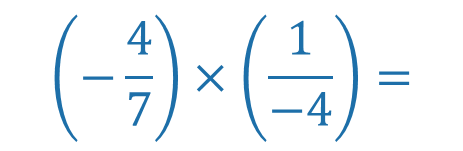 (−4/7) × (1/−4) =